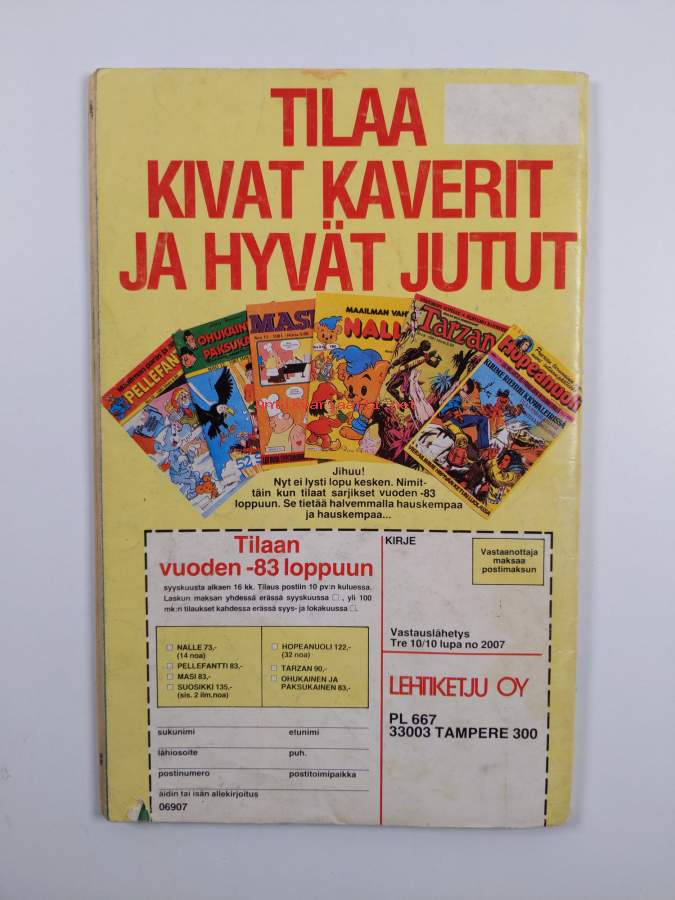 TILAA
KIVAT KAVERIT
JA HYVÄT JUTUT
PELLEFANT
OHUKAINE
PAKSUKA
MASI
MAAILMAN VAH
NALL
Tarzan
Hopeanuoli
Jihuu!
Nyt ei lysti lopu kesken. Nimit-
täin kun tilaat sarjikset vuoden -83
loppuun. Se tietää halvemmalla hauskempaa
ja hauskempaa...
Tilaan
vuoden -83 loppuun
syyskuusta alkaen 16 kk. Tilaus postiin 10 pv:n kuluessa.
Laskun maksan yhdessä erässä syyskuussa □, yli 100
mk:n tilaukset kahdessa erässä syys- ja lokakuussa □.
□ NALLE 73,-
(14 noa)
□ PELLEFANTTI 83,-
□ MASI 83,-
□ SUOSIKKI 135,-
(sis. 2 ilm.noa)
□ HOPEANUOLI 122,-
(32 noa)
□ TARZAN 90,-
□ OHUKAINEN JA
PAKSUKAINEN 83,-
sukunimi etunimi
lähiosoite puh.
postinumero postitoimipaikka
äidin tai isän allekirjoitus
06907
KIRJE
Vastaanottaja
maksaa
postimaksun
Vastauslähetys
Tre 10/10 lupa no 2007
LEHTIKETJU OY
PL 667
33003 TAMPERE 300